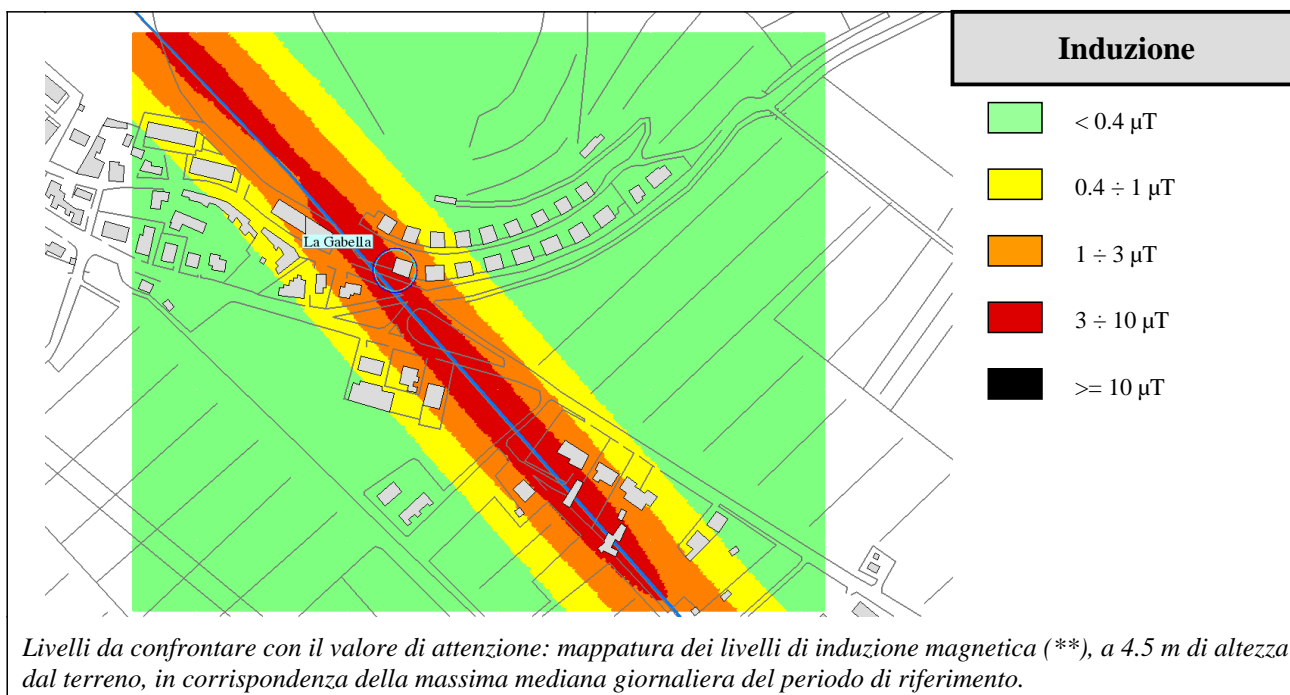 Induzione
< 0.4 µT
0.4 ÷ 1 µT
1 ÷ 3 µT
3 ÷ 10 µT
>= 10 µT
La Gabella
Livelli da confrontare con il valore di attenzione: mappatura dei livelli di induzione magnetica (**), a 4.5 m di altezza
dal terreno, in corrispondenza della massima mediana giornaliera del periodo di riferimento.